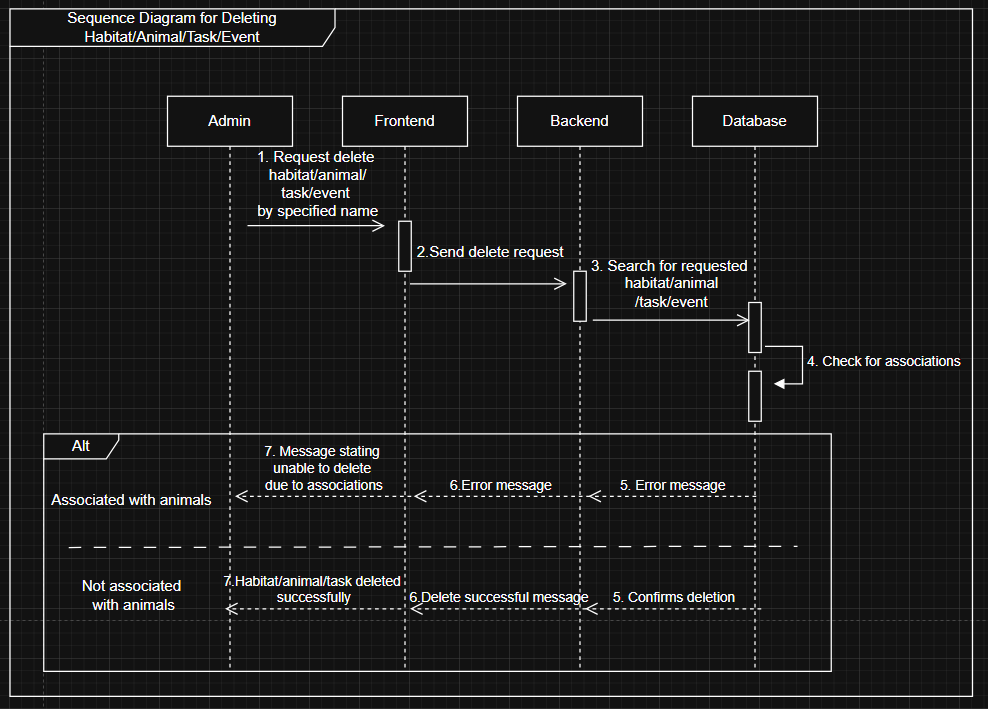 Sequence Diagram for Deleting
Habitat/Animal/Task/Event
Admin
Frontend
Backend
Database
1. Request delete
habitat/animal/
task/event
by specified name
2.Send delete request
3. Search for requested
habitat/animal
/task/event
4. Check for associations
Alt
Associated with animals
7. Message stating
unable to delete
due to associations
6.Error message
5. Error message
Not associated
with animals
7.Habitat/animal/task deleted
successfully
6.Delete successful message
5. Confirms deletion